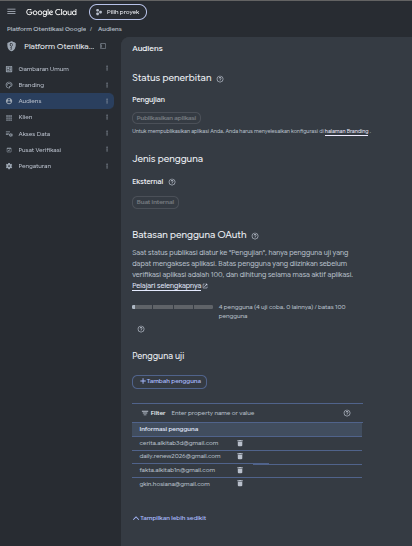 Google Cloud
Pilih proyek
Platform Otentikasi Google / Audiens
Platform Otentika...
Audiens
Gambaran Umum
Branding
Audiens
Klien
Akses Data
Pusat Verifikasi
Pengaturan
Status penerbitan
Pengujian
Publikasikan aplikasi
Untuk mempublikasikan aplikasi Anda, Anda harus menyelesaikan konfigurasi di halaman Branding .
Jenis pengguna
Eksternal
Buat internal
Batasan pengguna OAuth
Saat status publikasi diatur ke "Pengujian", hanya pengguna uji yang
dapat mengakses aplikasi. Batas pengguna yang diizinkan sebelum
verifikasi aplikasi adalah 100, dan dihitung selama masa aktif aplikasi.
Pelajari selengkapnya
4 pengguna (4 uji coba, 0 lainnya) / batas 100
pengguna
Pengguna uji
+ Tambah pengguna
Filter Enter property name or value
Informasi pengguna
cerita.alkitab3d@gmail.com
daily.renew2026@gmail.com
fakta.alkitab1n@gmail.com
gkin.hosiana@gmail.com
Tampilkan lebih sedikit